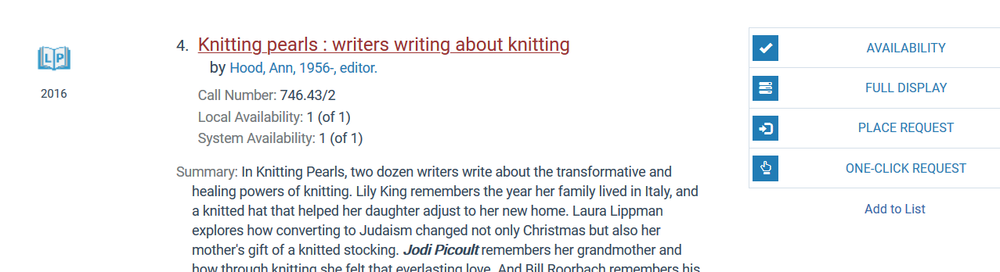 4. Knitting pearls : writers writing about knitting
by Hood, Ann, 1956-, editor.
LP
2016
Call Number: 746.43/2
Local Availability: 1 (of 1)
System Availability: 1 (of 1)
Summary: In Knitting Pearls, two dozen writers write about the transformative and
healing powers of knitting. Lily King remembers the year her family lived in Italy, and
a knitted hat that helped her daughter adjust to her new home. Laura Lippman
explores how converting to Judaism changed not only Christmas but also her
mother's gift of a knitted stocking. Jodi Picoult remembers her grandmother and
how through knitting she felt that everlasting love. And Bill Roorbach remembers his
AVAILABILITY
FULL DISPLAY
PLACE REQUEST
ONE-CLICK REQUEST
Add to List